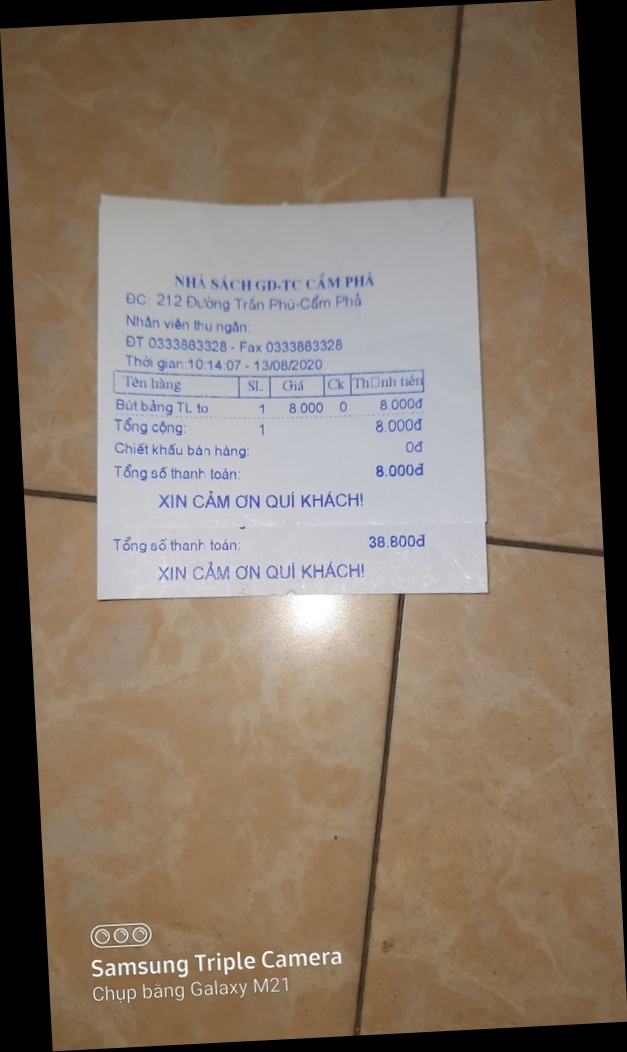 NHÀ SÁCH GD-TC CẨM PHẢ
ĐC: 212 Đường Trần Phú-Cẩm Phả
Nhân viên thu ngân:
ĐT 0333863328 - Fax 0333863328
Thời gian:10:14:07 - 13/08/2020
Tên hàng SL Giá Ck Th□nh tiền
Bút bảng TL to 1 8.000 0 8.000đ
Tổng cộng: 1 8.000đ
Chiết khấu bán hàng: 0đ
Tổng số thanh toán: 8.000đ
XIN CẢM ƠN QUÍ KHÁCH!
Tổng số thanh toán: 38.800đ
XIN CẢM ƠN QUÍ KHÁCH!
Samsung Triple Camera
Chụp bằng Galaxy M21